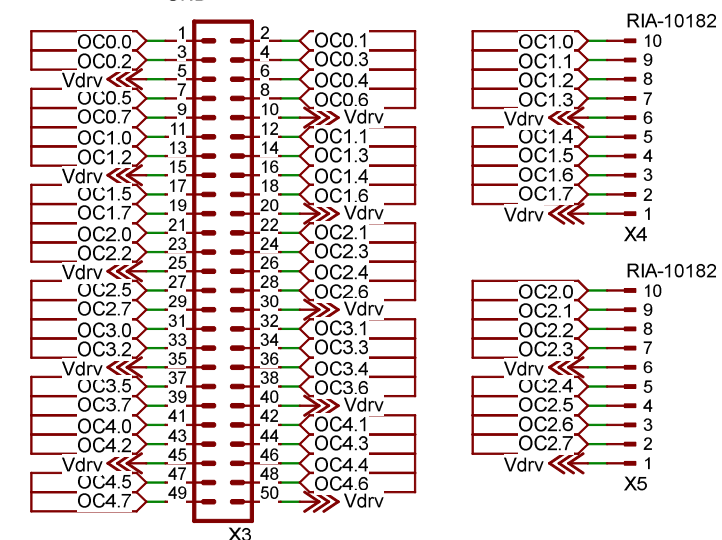 RIA-10182
OC0.0 1 2 OC0.1 OC1.0 10
OC0.2 3 4 OC0.3 OC1.1 9
Vdrv 5 6 OC0.4 OC1.2 8
OC0.5 7 8 OC0.6 OC1.3 7
OC0.7 9 10 Vdrv Vdrv 6
OC1.0 11 12 OC1.1 OC1.4 5
OC1.2 13 14 OC1.3 OC1.5 4
Vdrv 15 16 OC1.4 OC1.6 3
OC1.5 17 18 OC1.6 OC1.7 2
OC1.7 19 20 Vdrv Vdrv 1
OC2.0 21 22 OC2.1 X4
OC2.2 23 24 OC2.3
Vdrv 25 26 OC2.4 RIA-10182
OC2.5 27 28 OC2.6 OC2.0 10
OC2.7 29 30 Vdrv OC2.1 9
OC3.0 31 32 OC3.1 OC2.2 8
OC3.2 33 34 OC3.3 OC2.3 7
Vdrv 35 36 OC3.4 Vdrv 6
OC3.5 37 38 OC3.6 OC2.4 5
OC3.7 39 40 Vdrv OC2.5 4
OC4.0 41 42 OC4.1 OC2.6 3
OC4.2 43 44 OC4.3 OC2.7 2
Vdrv 45 46 OC4.4 Vdrv 1
OC4.5 47 48 OC4.6 X5
OC4.7 49 50 Vdrv
X3